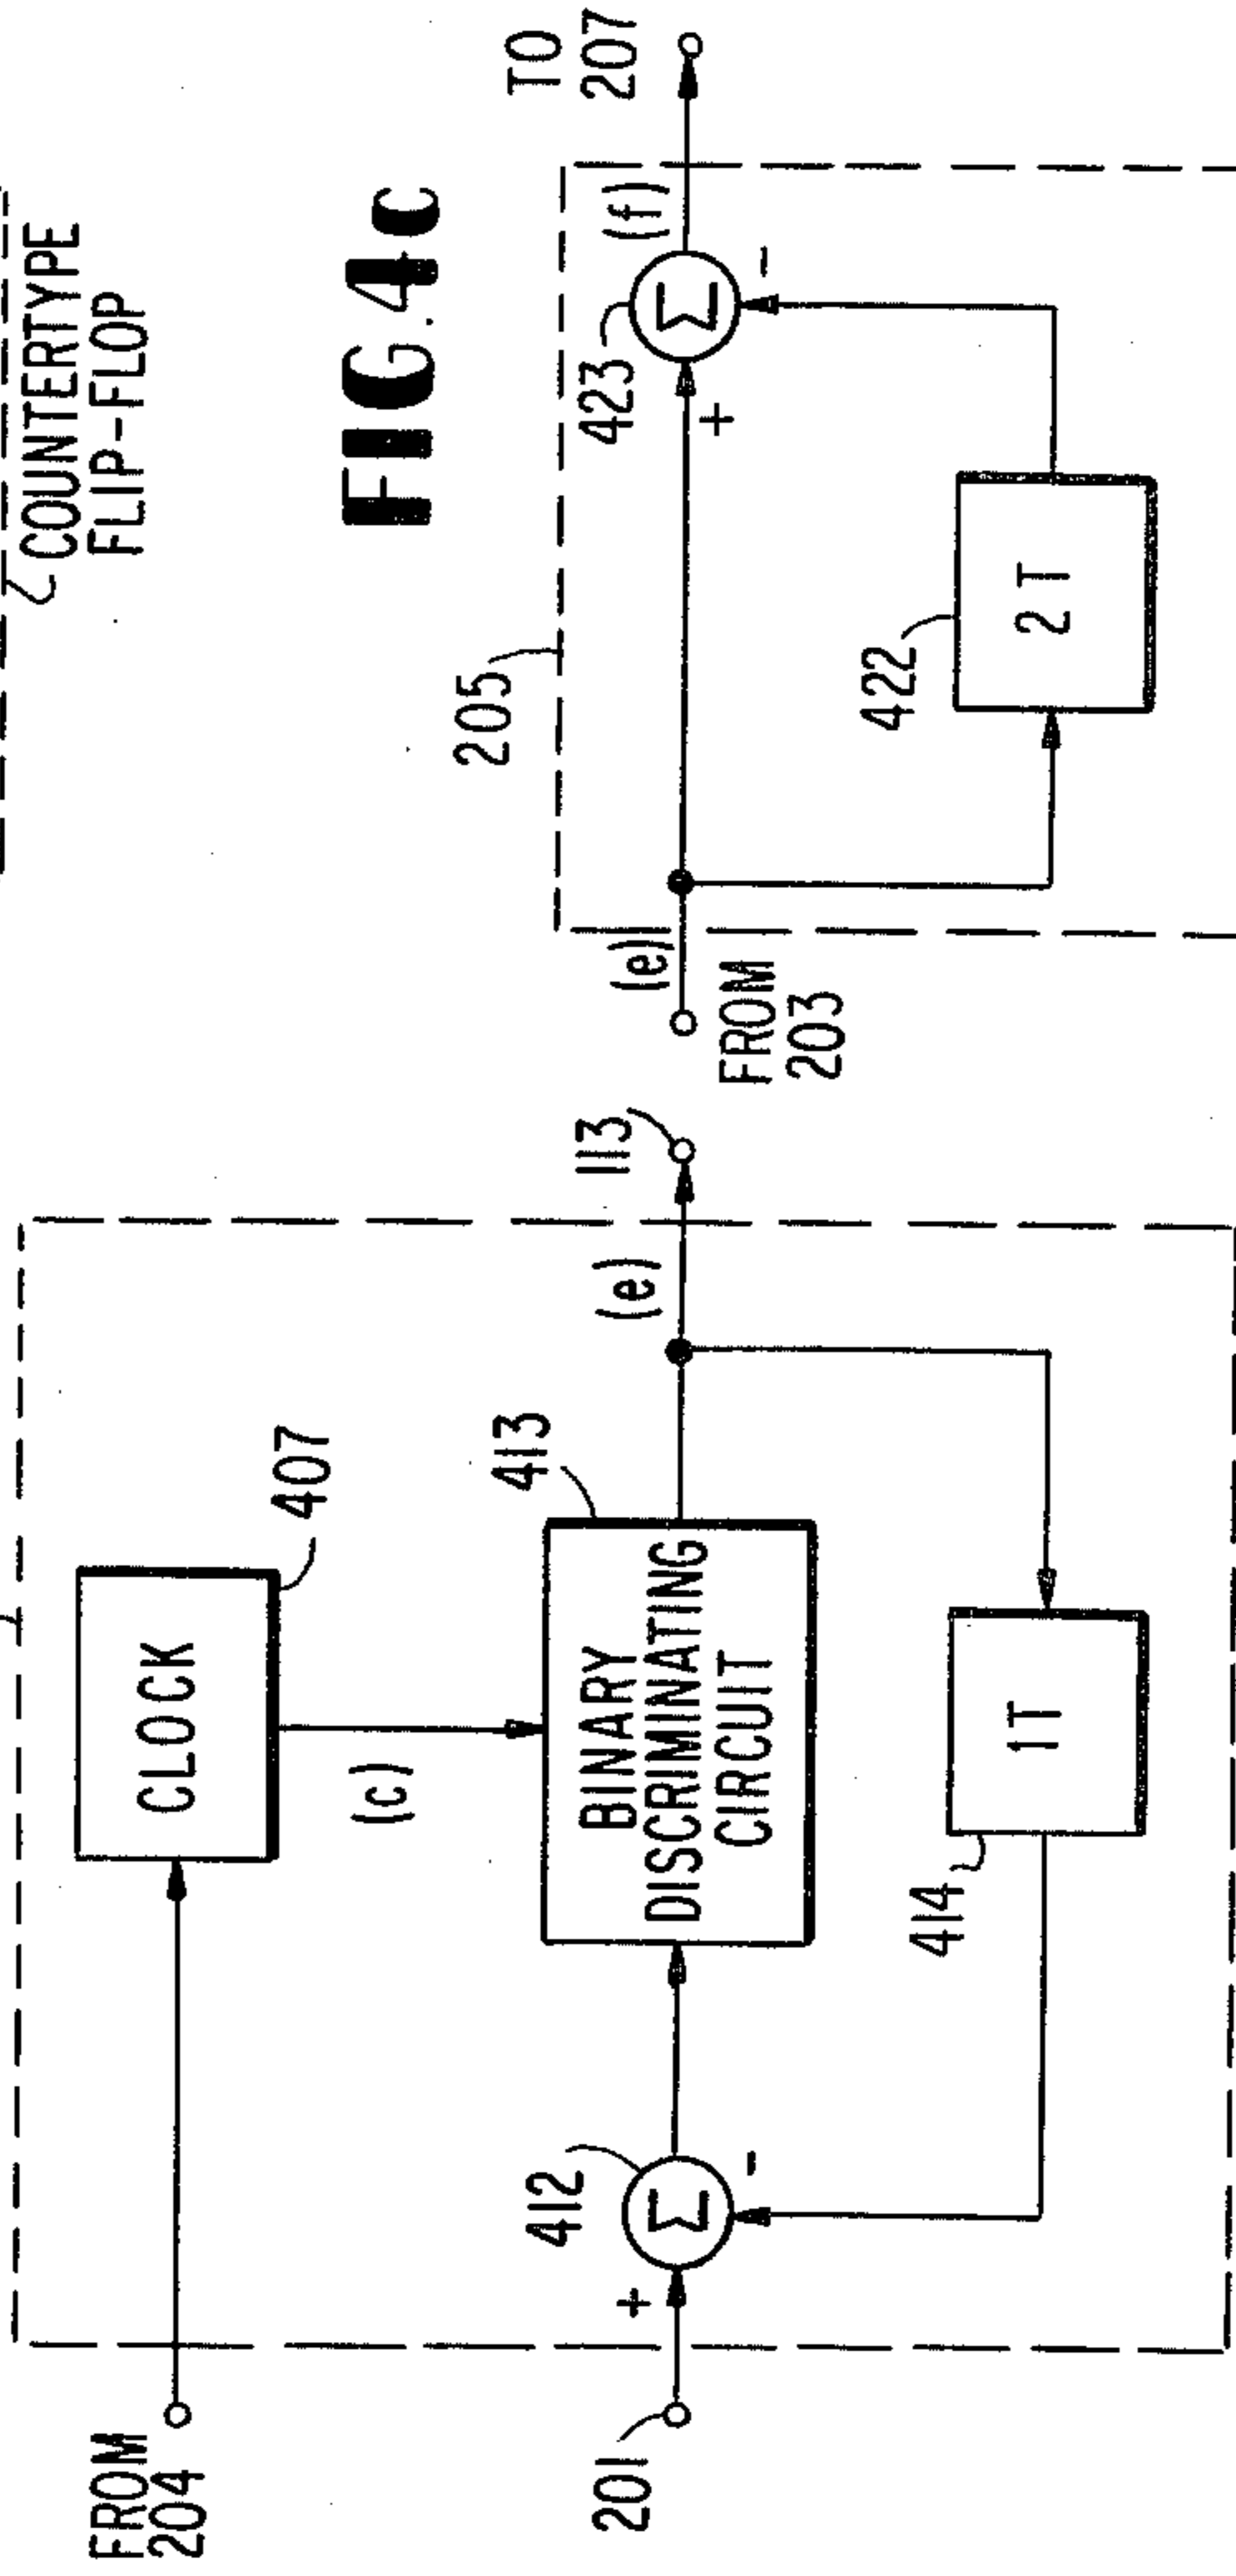 COUNTERTYPE
FLIP-FLOP
FIG.4c
FROM
204
CLOCK
407
(c)
201
+
412
Σ
-
BINARY
DISCRIMINATING
CIRCUIT
413
(e)
113
414
1T
205
(e)
FROM
203
+
423
Σ
-
(f)
TO
207
422
2T